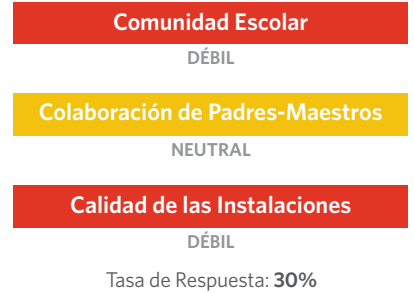 Comunidad Escolar
DÉBIL
Colaboración de Padres-Maestros
NEUTRAL
Calidad de las Instalaciones
DÉBIL
Tasa de Respuesta: 30%